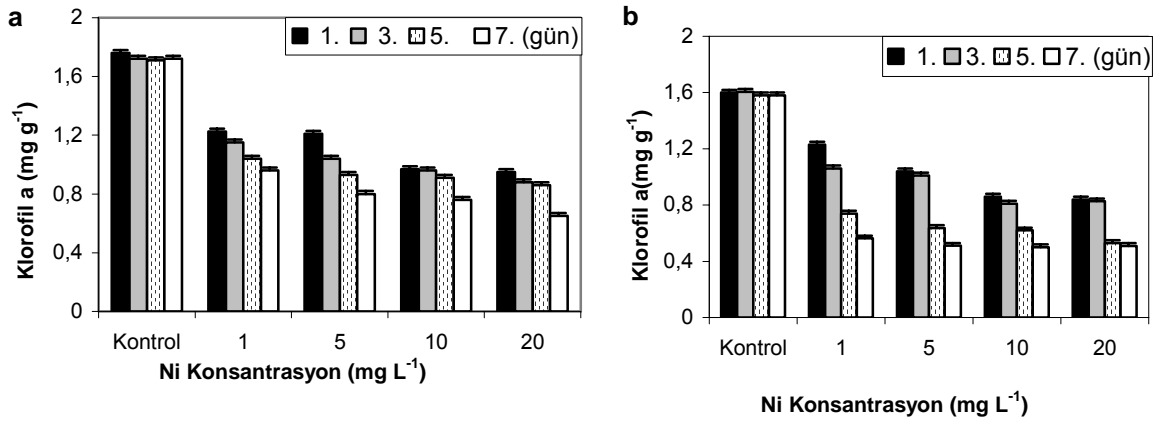 a
Klorofil a (mg g⁻¹)
2
1,6
1,2
0,8
0,4
0
1. 3. 5. 7. (gün)
Kontrol 1 5 10 20
Ni Konsantrasyon (mg L⁻¹)
b
Klorofil a(mg g⁻¹)
2
1,6
1,2
0,8
0,4
0
1. 3. 5. 7. (gün)
Kontrol 1 5 10 20
Ni Konsantrasyon (mg L⁻¹)